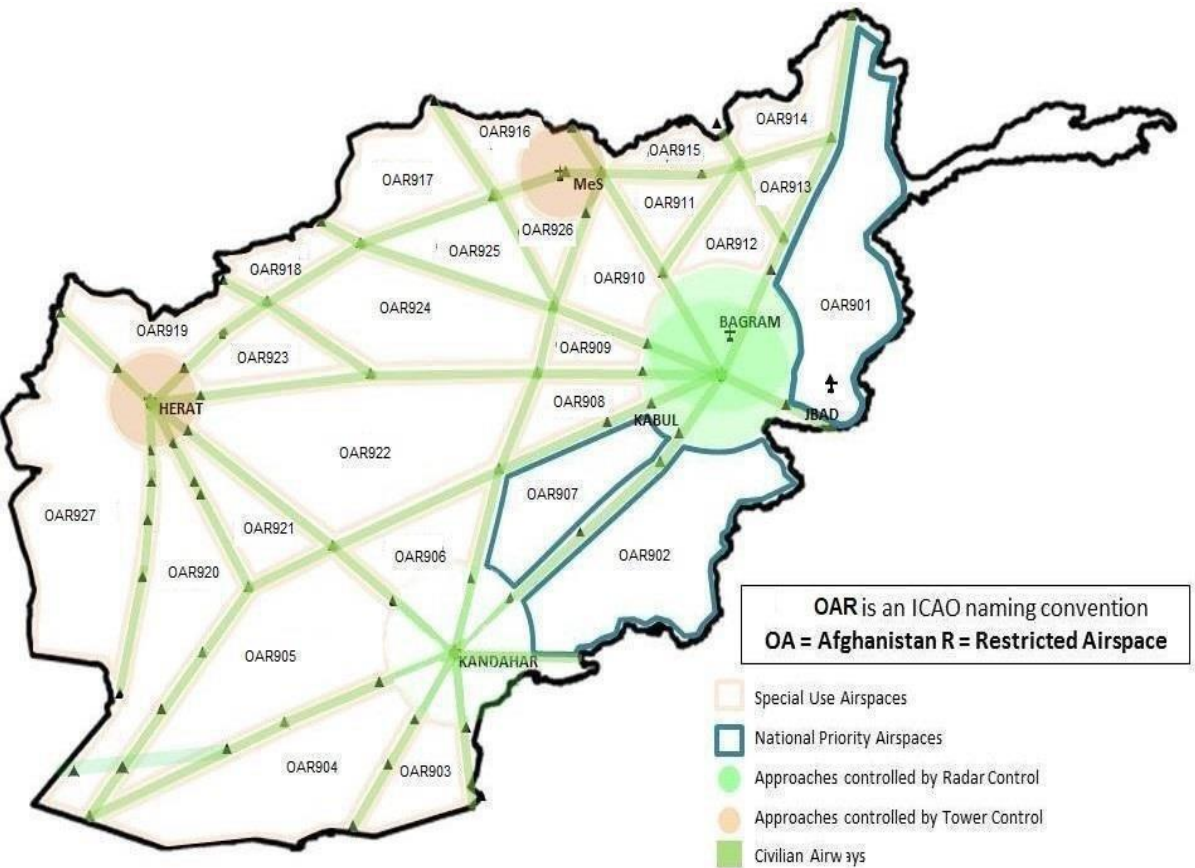 OAR914
OAR916
OAR915
OAR917
MeS
OAR913
OAR911
OAR926
OAR912
OAR925
OAR918
OAR910
OAR901
OAR924
BAGRAM
OAR919
OAR909
OAR923
OAR908
HERAT
JBAD
KABUL
OAR922
OAR907
OAR927
OAR921
OAR906
OAR902
OAR920
OAR905
KANDAHAR
OAR904
OAR903
OAR is an ICAO naming convention
OA = Afghanistan R = Restricted Airspace
Special Use Airspaces
National Priority Airspaces
Approaches controlled by Radar Control
Approaches controlled by Tower Control
Civilian Airways